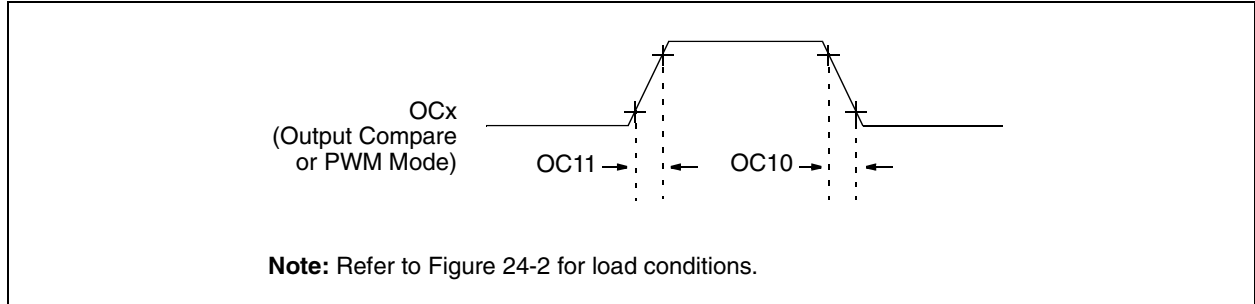 OCx
(Output Compare
or PWM Mode)
OC11
OC10
Note: Refer to Figure 24-2 for load conditions.